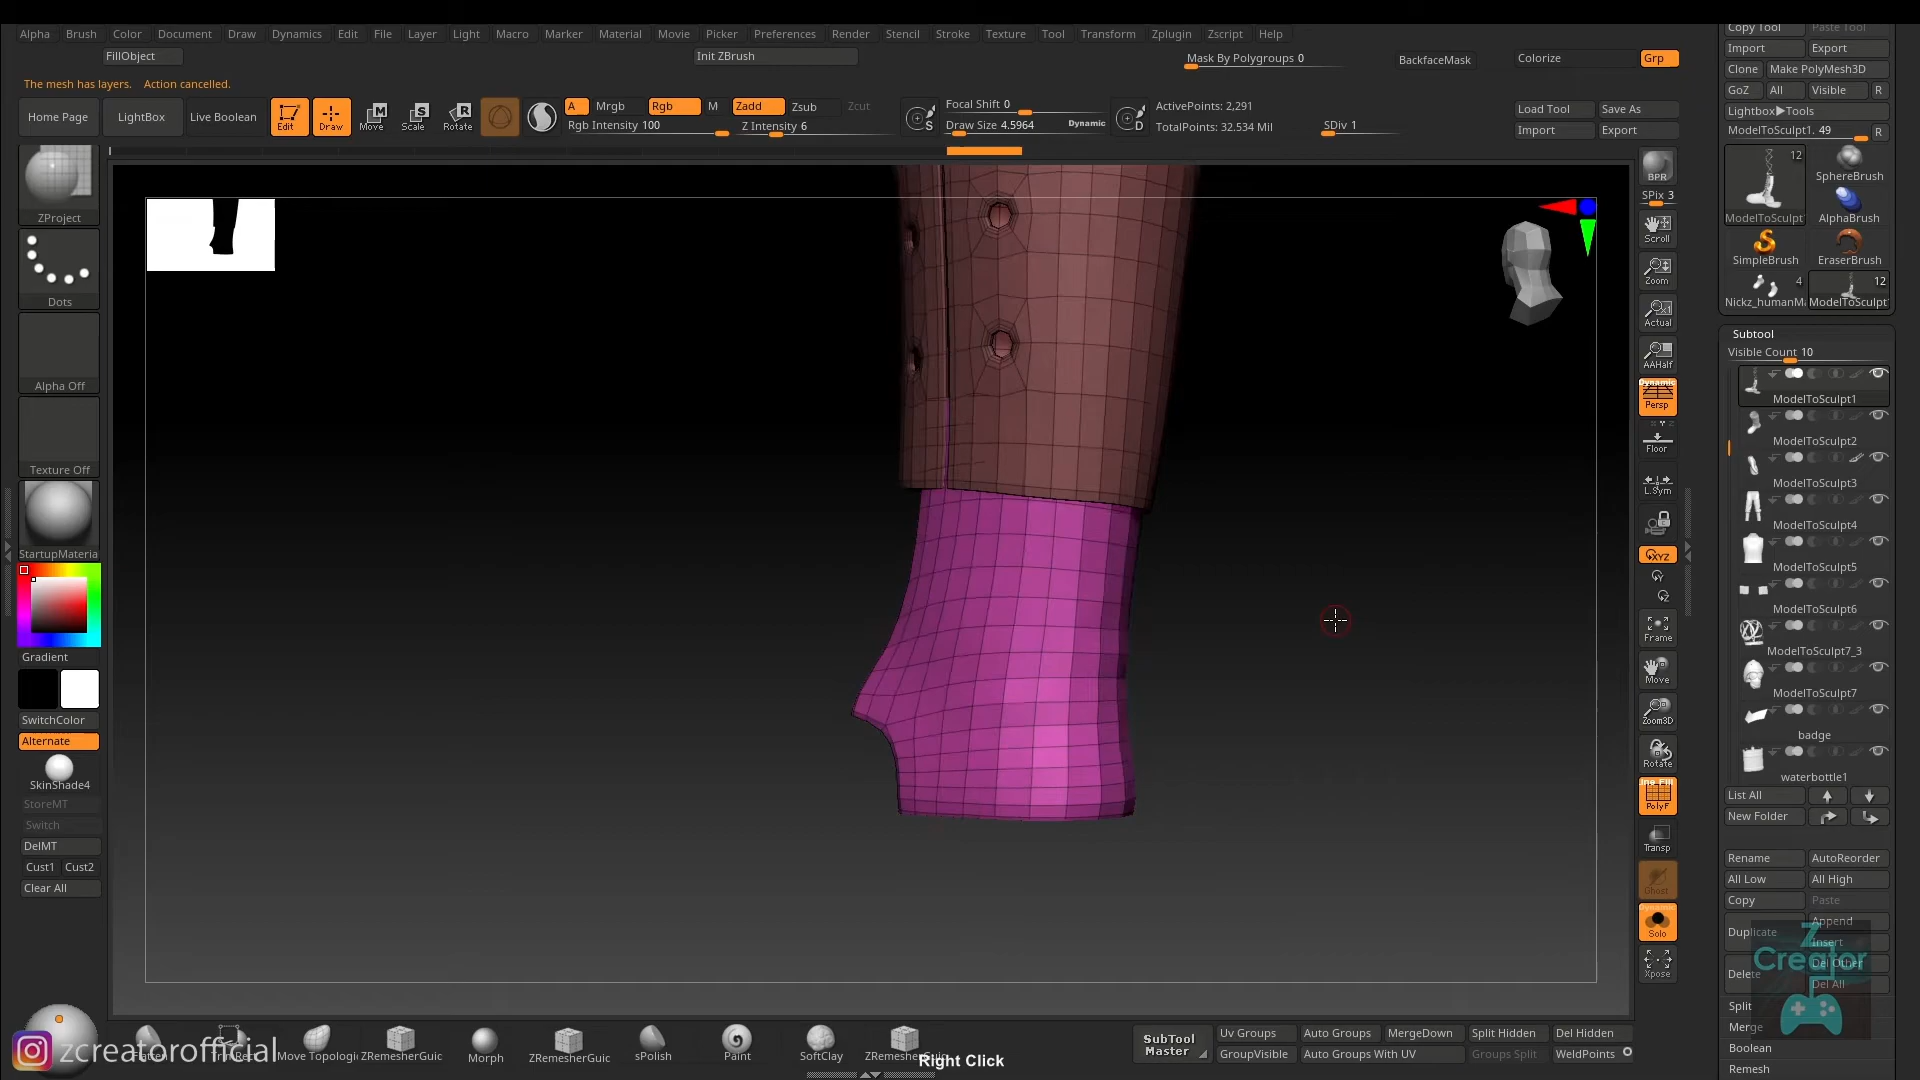 Alpha Brush Color Document Draw Dynamics Edit File Layer Light Macro Marker Material Movie Picker Preferences Render Stencil Stroke Texture Tool Transform Zplugin Zscript Help
FillObject
Init ZBrush
Mask By Polygroups 0
BackfaceMask
Colorize
Grp
The mesh has layers. Action cancelled.
Home Page
LightBox
Live Boolean
Edit
Draw
Move
Scale
Rotate
A
Mrgb
Rgb
M
Zadd
Zsub
Zcut
Rgb Intensity 100
Z Intensity 6
Focal Shift 0
Draw Size 4.5964
Dynamic
ActivePoints: 2,291
TotalPoints: 32.534 Mil
SDiv 1
Load Tool
Save As
Import
Export
ZProject
Dots
Alpha Off
Texture Off
StartupMateria
Gradient
SwitchColor
Alternate
SkinShade4
StoreMT
Switch
DelMT
Cust1 Cust2
Clear All
BPR
SPix 3
Scroll
Zoom
Actual
AAHalf
Dynamic
Persp
Floor
L.Sym
XYZ
Frame
Move
Zoom3D
Rotate
Line Fill
PolyF
Transp
Ghost
Dynamic
Solo
Xpose
Copy Tool
Paste Tool
Import
Export
Clone
Make PolyMesh3D
GoZ
All
Visible
R
Lightbox▶Tools
ModelToSculpt1. 49
R
12
ModelToSculpt
SphereBrush
AlphaBrush
SimpleBrush
EraserBrush
4
Nickz_humanMa
12
ModelToSculpt
Subtool
Visible Count 10
ModelToSculpt1
ModelToSculpt2
ModelToSculpt3
ModelToSculpt4
ModelToSculpt5
ModelToSculpt6
ModelToSculpt7_3
ModelToSculpt7
badge
waterbottle1
List All
New Folder
Rename
AutoReorder
All Low
All High
Copy
Paste
Duplicate
Append
Insert
Delete
Del Other
Del All
Z
Creator
Split
Merge
Boolean
Remesh
zcreatorofficial
Move Topologi
ZRemesherGuic
Morph
ZRemesherGuic
sPolish
Paint
SoftClay
Right Click
SubTool
Master
Uv Groups
Auto Groups
MergeDown
Split Hidden
Del Hidden
GroupVisible
Auto Groups With UV
Groups Split
WeldPoints